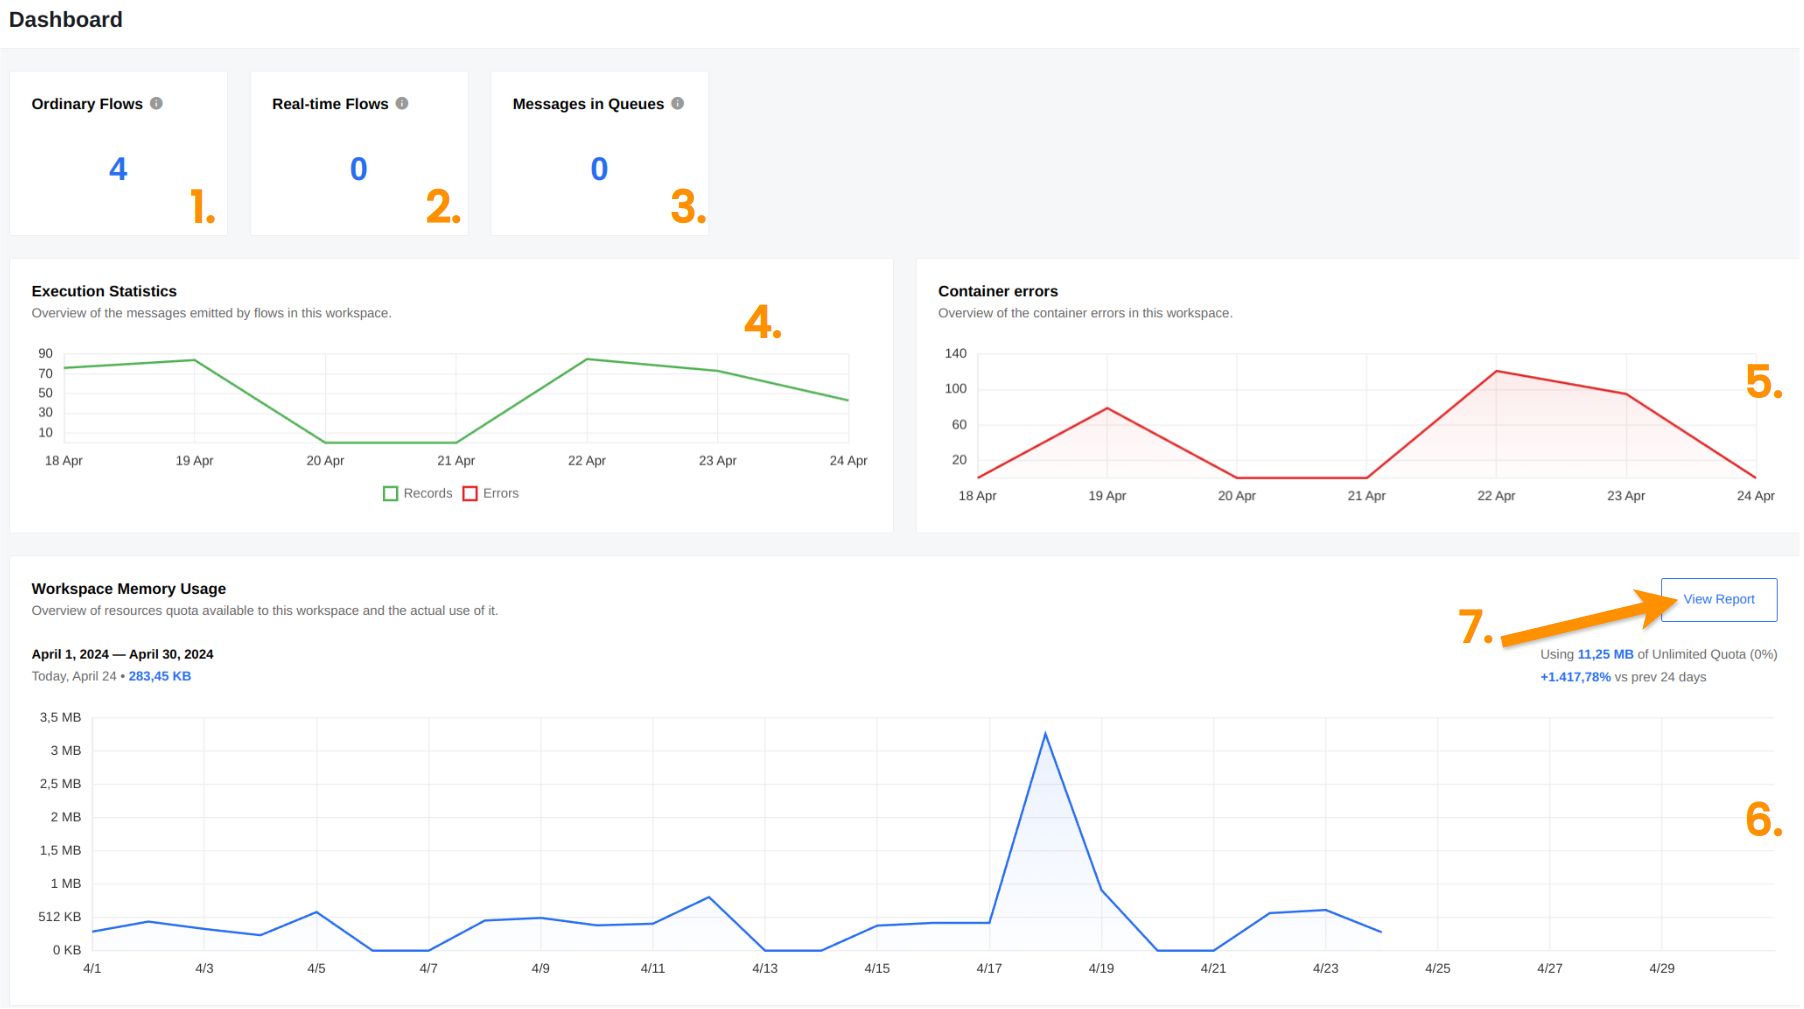 Dashboard
Ordinary Flows
4
1.
Real-time Flows
0
2.
Messages in Queues
0
3.
Execution Statistics
Overview of the messages emitted by flows in this workspace.
4.
90
70
50
30
10
18 Apr 19 Apr 20 Apr 21 Apr 22 Apr 23 Apr 24 Apr
Records Errors
Container errors
Overview of the container errors in this workspace.
5.
140
100
60
20
18 Apr 19 Apr 20 Apr 21 Apr 22 Apr 23 Apr 24 Apr
Workspace Memory Usage
Overview of resources quota available to this workspace and the actual use of it.
7.
View Report
April 1, 2024 — April 30, 2024
Today, April 24 • 283,45 KB
Using 11,25 MB of Unlimited Quota (0%)
+1.417,78% vs prev 24 days
3,5 MB
3 MB
2,5 MB
2 MB
1,5 MB
1 MB
512 KB
0 KB
6.
4/1 4/3 4/5 4/7 4/9 4/11 4/13 4/15 4/17 4/19 4/21 4/23 4/25 4/27 4/29